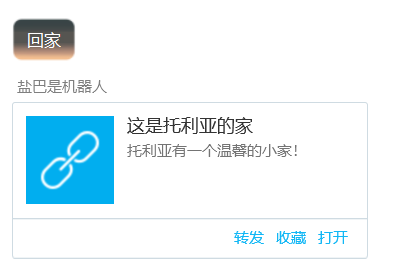 回家
盐巴是机器人
这是托利亚的家
托利亚有一个温馨的小家！
转发 收藏 打开